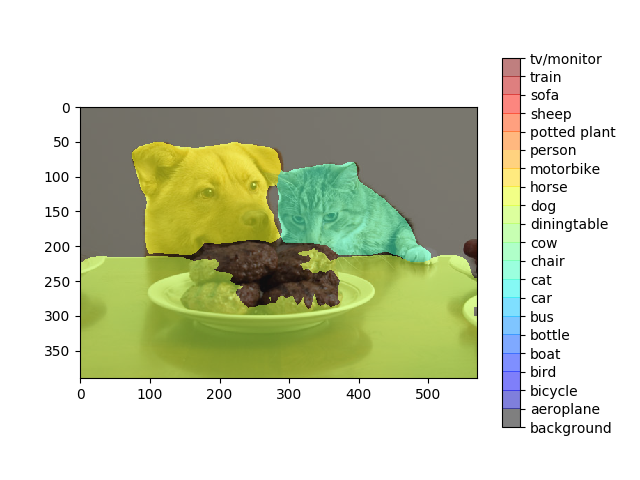 0
50
100
150
200
250
300
350
0 100 200 300 400 500
tv/monitor
train
sofa
sheep
potted plant
person
motorbike
horse
dog
diningtable
cow
chair
cat
car
bus
bottle
boat
bird
bicycle
aeroplane
background